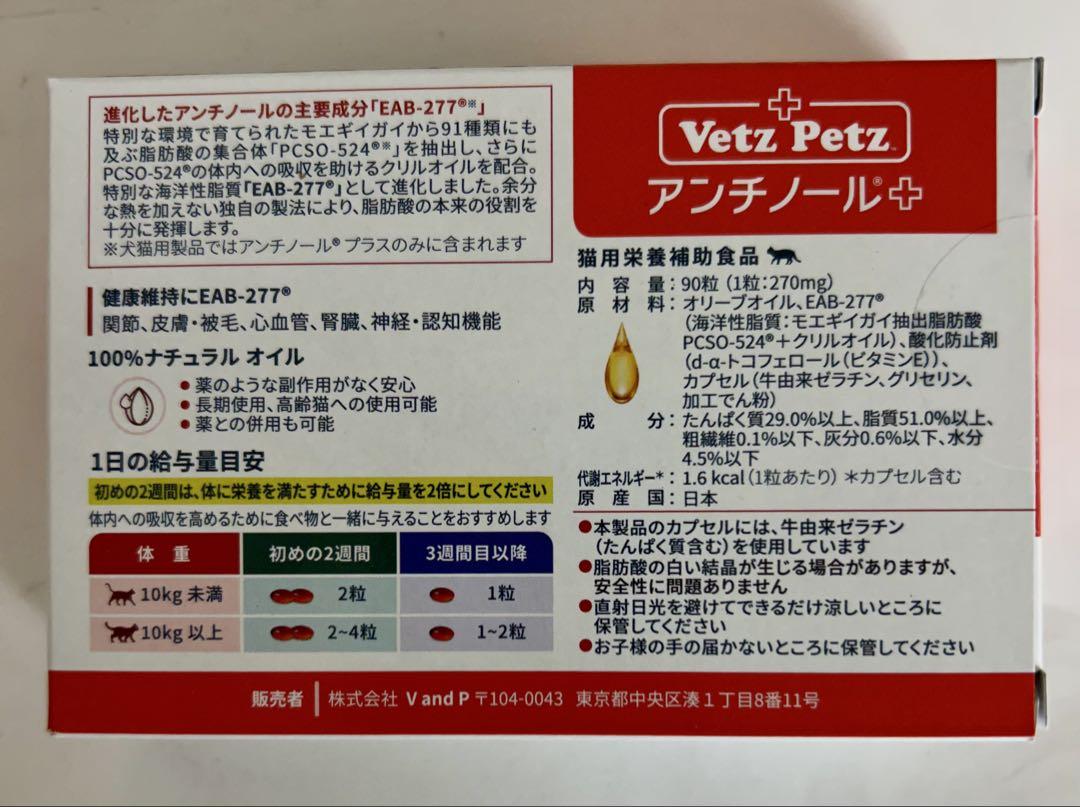 進化したアンチノールの主要成分「EAB-277®※」
特別な環境で育てられたモエギイガイから91種類にも
及ぶ脂肪酸の集合体「PCSO-524®※」を抽出し、さらに
PCSO-524®の体内への吸収を助けるクリルオイルを配合。
特別な海洋性脂質「EAB-277®」として進化しました。余分
な熱を加えない独自の製法により、脂肪酸の本来の役割を
十分に発揮します。
※犬猫用製品ではアンチノール® プラスのみに含まれます
健康維持にEAB-277®
関節、皮膚・被毛、心血管、腎臓、神経・認知機能
100%ナチュラル オイル
●薬のような副作用がなく安心
●長期使用、高齢猫への使用可能
●薬との併用も可能
1日の給与量目安
初めの2週間は、体に栄養を満たすために給与量を2倍にしてください
体内への吸収を高めるために食べ物と一緒に与えることをおすすめします
体 重 初めの2週間 3週間目以降
10kg 未満 2粒 1粒
10kg 以上 2~4粒 1~2粒
Vetz Petz™
アンチノール®+
猫用栄養補助食品
内容量：90粒（1粒：270mg）
原材料：オリーブオイル、EAB-277®
（海洋性脂質：モエギイガイ抽出脂肪酸
PCSO-524®＋クリルオイル）、酸化防止剤
（d-α-トコフェロール（ビタミンE））、
カプセル（牛由来ゼラチン、グリセリン、
加工でん粉）
成分：たんぱく質29.0%以上、脂質51.0%以上、
粗繊維0.1%以下、灰分0.6%以下、水分
4.5%以下
代謝エネルギー＊：1.6 kcal（1粒あたり）＊カプセル含む
原産国：日本
●本製品のカプセルには、牛由来ゼラチン
（たんぱく質含む）を使用しています
●脂肪酸の白い結晶が生じる場合がありますが、
安全性に問題ありません
●直射日光を避けてできるだけ涼しいところに
保管してください
●お子様の手の届かないところに保管してください
販売者 株式会社 V and P 〒104-0043 東京都中央区湊1丁目8番11号